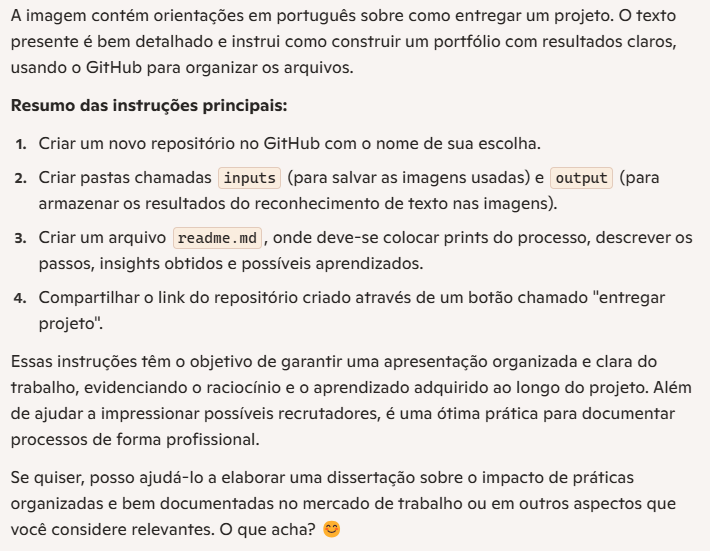 A imagem contém orientações em português sobre como entregar um projeto. O texto
presente é bem detalhado e instrui como construir um portfólio com resultados claros,
usando o GitHub para organizar os arquivos.
Resumo das instruções principais:
1. Criar um novo repositório no GitHub com o nome de sua escolha.
2. Criar pastas chamadas inputs (para salvar as imagens usadas) e output (para
armazenar os resultados do reconhecimento de texto nas imagens).
3. Criar um arquivo readme.md, onde deve-se colocar prints do processo, descrever os
passos, insights obtidos e possíveis aprendizados.
4. Compartilhar o link do repositório criado através de um botão chamado "entregar
projeto".
Essas instruções têm o objetivo de garantir uma apresentação organizada e clara do
trabalho, evidenciando o raciocínio e o aprendizado adquirido ao longo do projeto. Além
de ajudar a impressionar possíveis recrutadores, é uma ótima prática para documentar
processos de forma profissional.
Se quiser, posso ajudá-lo a elaborar uma dissertação sobre o impacto de práticas
organizadas e bem documentadas no mercado de trabalho ou em outros aspectos que
você considere relevantes. O que acha? 😊